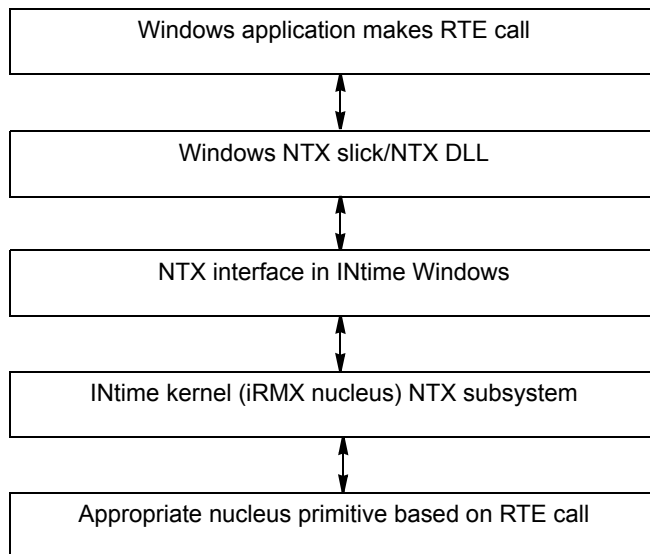 Windows application makes RTE call
Windows NTX slick/NTX DLL
NTX interface in INtime Windows
INtime kernel (iRMX nucleus) NTX subsystem
Appropriate nucleus primitive based on RTE call